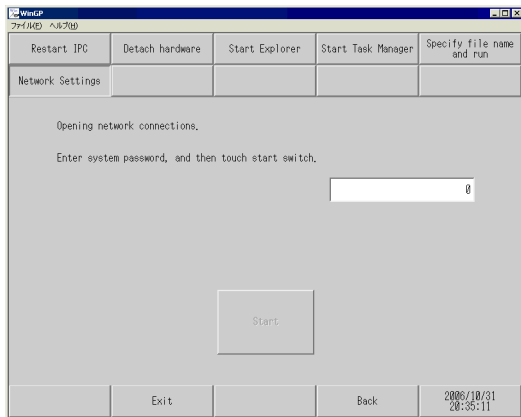 WinGP
ファイル(F) ヘルプ(H)
Restart IPC
Detach hardware
Start Explorer
Start Task Manager
Specify file name
and run
Network Settings
Opening network connections.
Enter system password, and then touch start switch.
0
Start
Exit
Back
2006/10/31
20:35:11